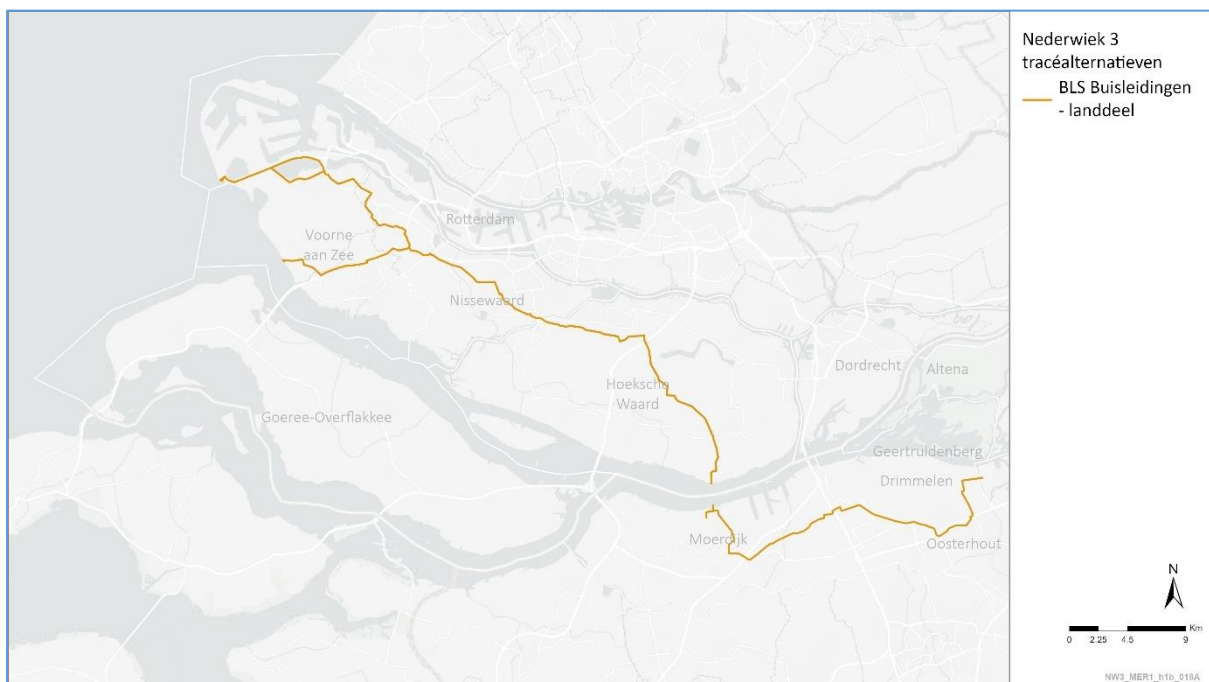 Nederwiek 3
tracéalternatieven
BLS Buisleidingen
- landdeel
Rotterdam
Voorne
aan Zee
Nissewaard
Dordrecht
Altena
Hoeksche
Waard
Goeree-Overflakkee
Geertruidenberg
Drimmelen
Moerdijk
Oosterhout
N
Km
0 2.25 4.5 9
NW3_MER1_h1b_018A